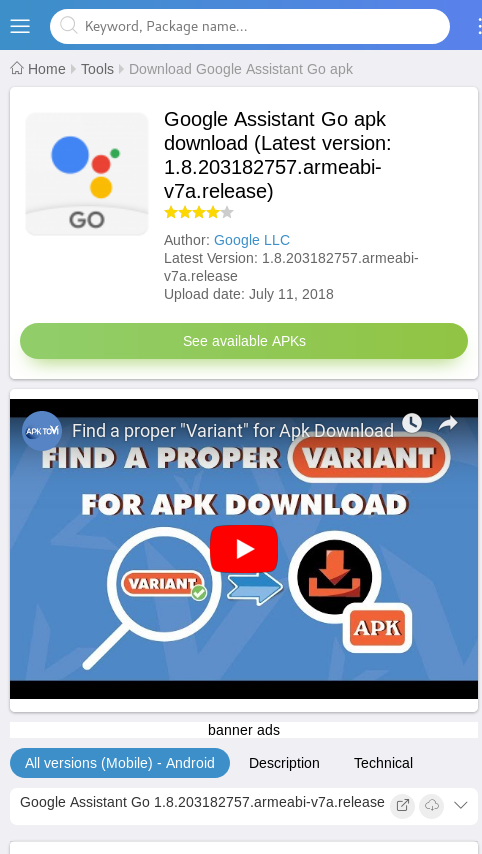 Keyword, Package name...
Home Tools Download Google Assistant Go apk
Google Assistant Go apk
download (Latest version:
1.8.203182757.armeabi-
v7a.release)
GO
Author: Google LLC
Latest Version: 1.8.203182757.armeabi-
v7a.release
Upload date: July 11, 2018
See available APKs
APK TOVI
Find a proper "Variant" for Apk Download
FIND A PROPER VARIANT
FOR APK DOWNLOAD
VARIANT
APK
banner ads
All versions (Mobile) - Android Description Technical
Google Assistant Go 1.8.203182757.armeabi-v7a.release